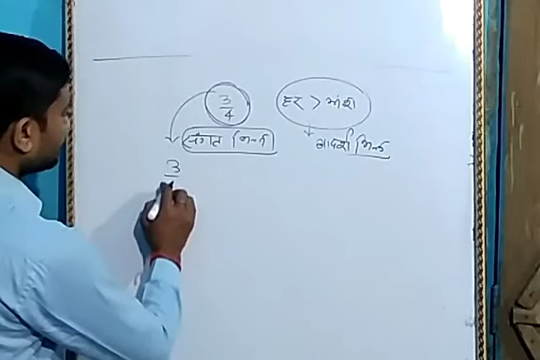 3/4 हर > अंश
संगत भिन्न आदर्श भिन्न
3